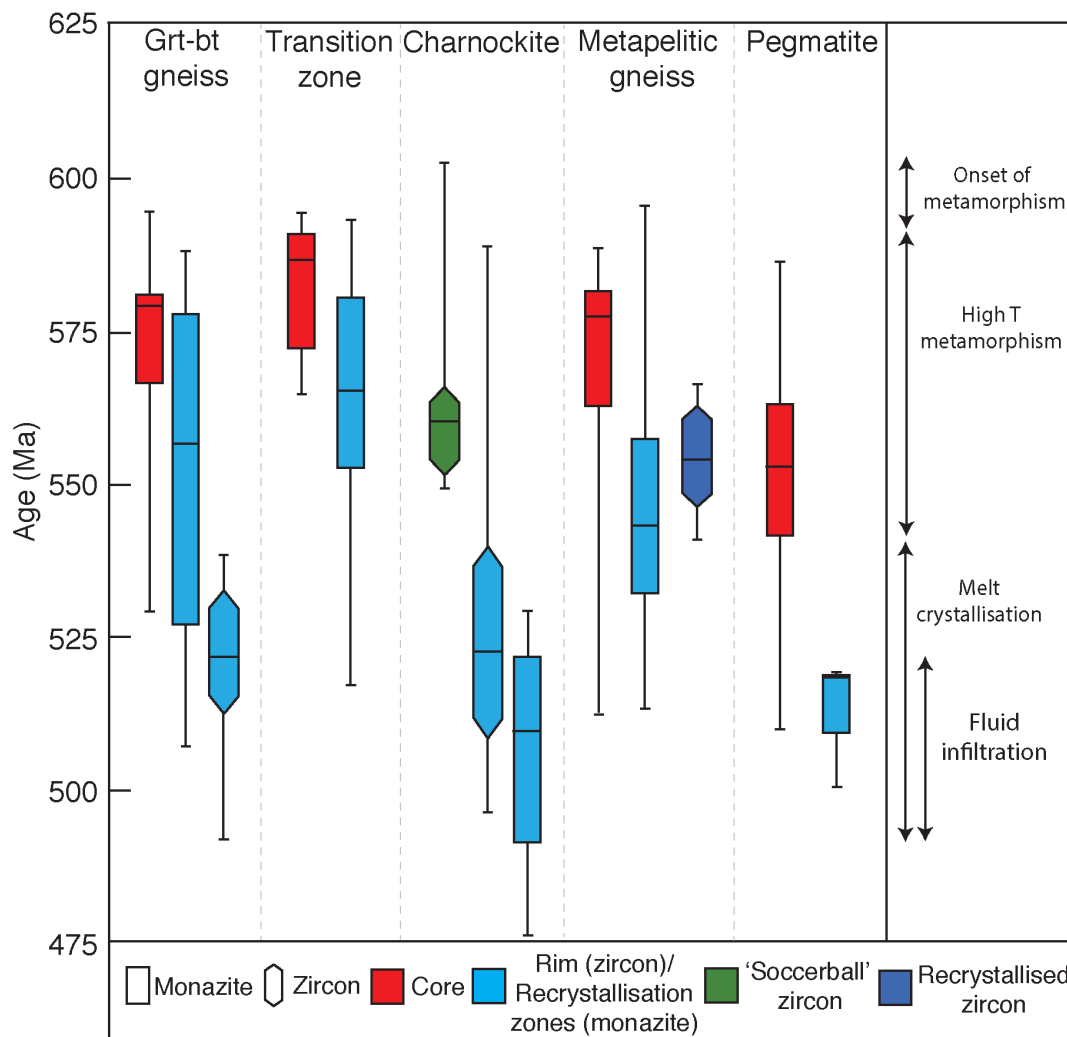 Grt-bt
gneiss
Transition
zone
Charnockite
Metapelitic
gneiss
Pegmatite
625
600
575
550
525
500
475
Age (Ma)
Onset of
metamorphism
High T
metamorphism
Melt
crystallisation
Fluid
infiltration
Monazite
Zircon
Core
Rim (zircon)/
Recrystallisation
zones (monazite)
'Soccerball'
zircon
Recrystallised
zircon